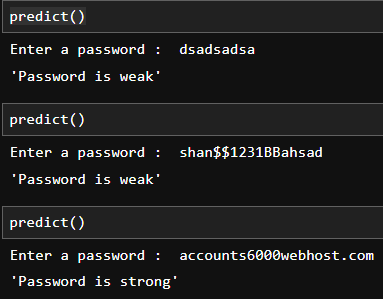 predict()
Enter a password :  dsadsadsa
'Password is weak'
predict()
Enter a password :  shan$$1231BBahsad
'Password is weak'
predict()
Enter a password :  accounts6000webhost.com
'Password is strong'